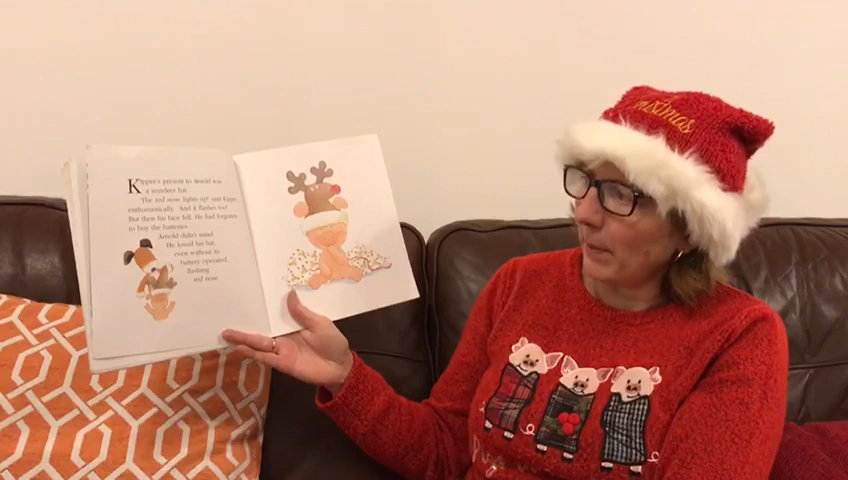 Kipper's present to Arnold was
a reindeer hat.
'The red nose lights up!' said Kipper,
enthusiastically. 'And it flashes too!'
But then his face fell. He had forgotten
to buy the batteries.
Arnold didn't mind.
He loved his hat,
even without its
battery operated,
flashing
red nose.
Christmas
Pigs